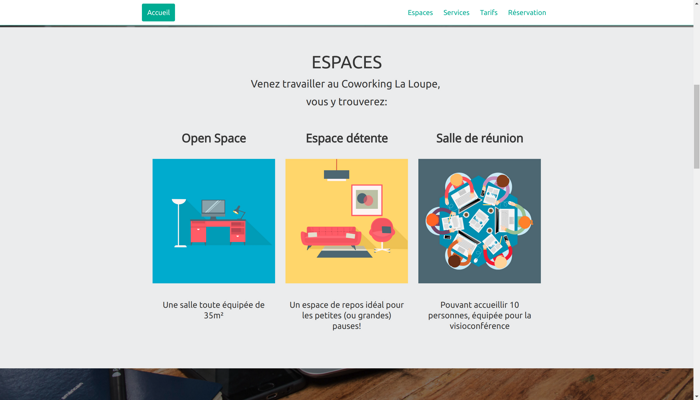 Accueil
Espaces Services Tarifs Réservation
ESPACES
Venez travailler au Coworking La Loupe,
vous y trouverez:
Open Space
Espace détente
Salle de réunion
Une salle toute équipée de
35m²
Un espace de repos idéal pour
les petites (ou grandes)
pauses!
Pouvant accueillir 10
personnes, équipée pour la
visioconférence